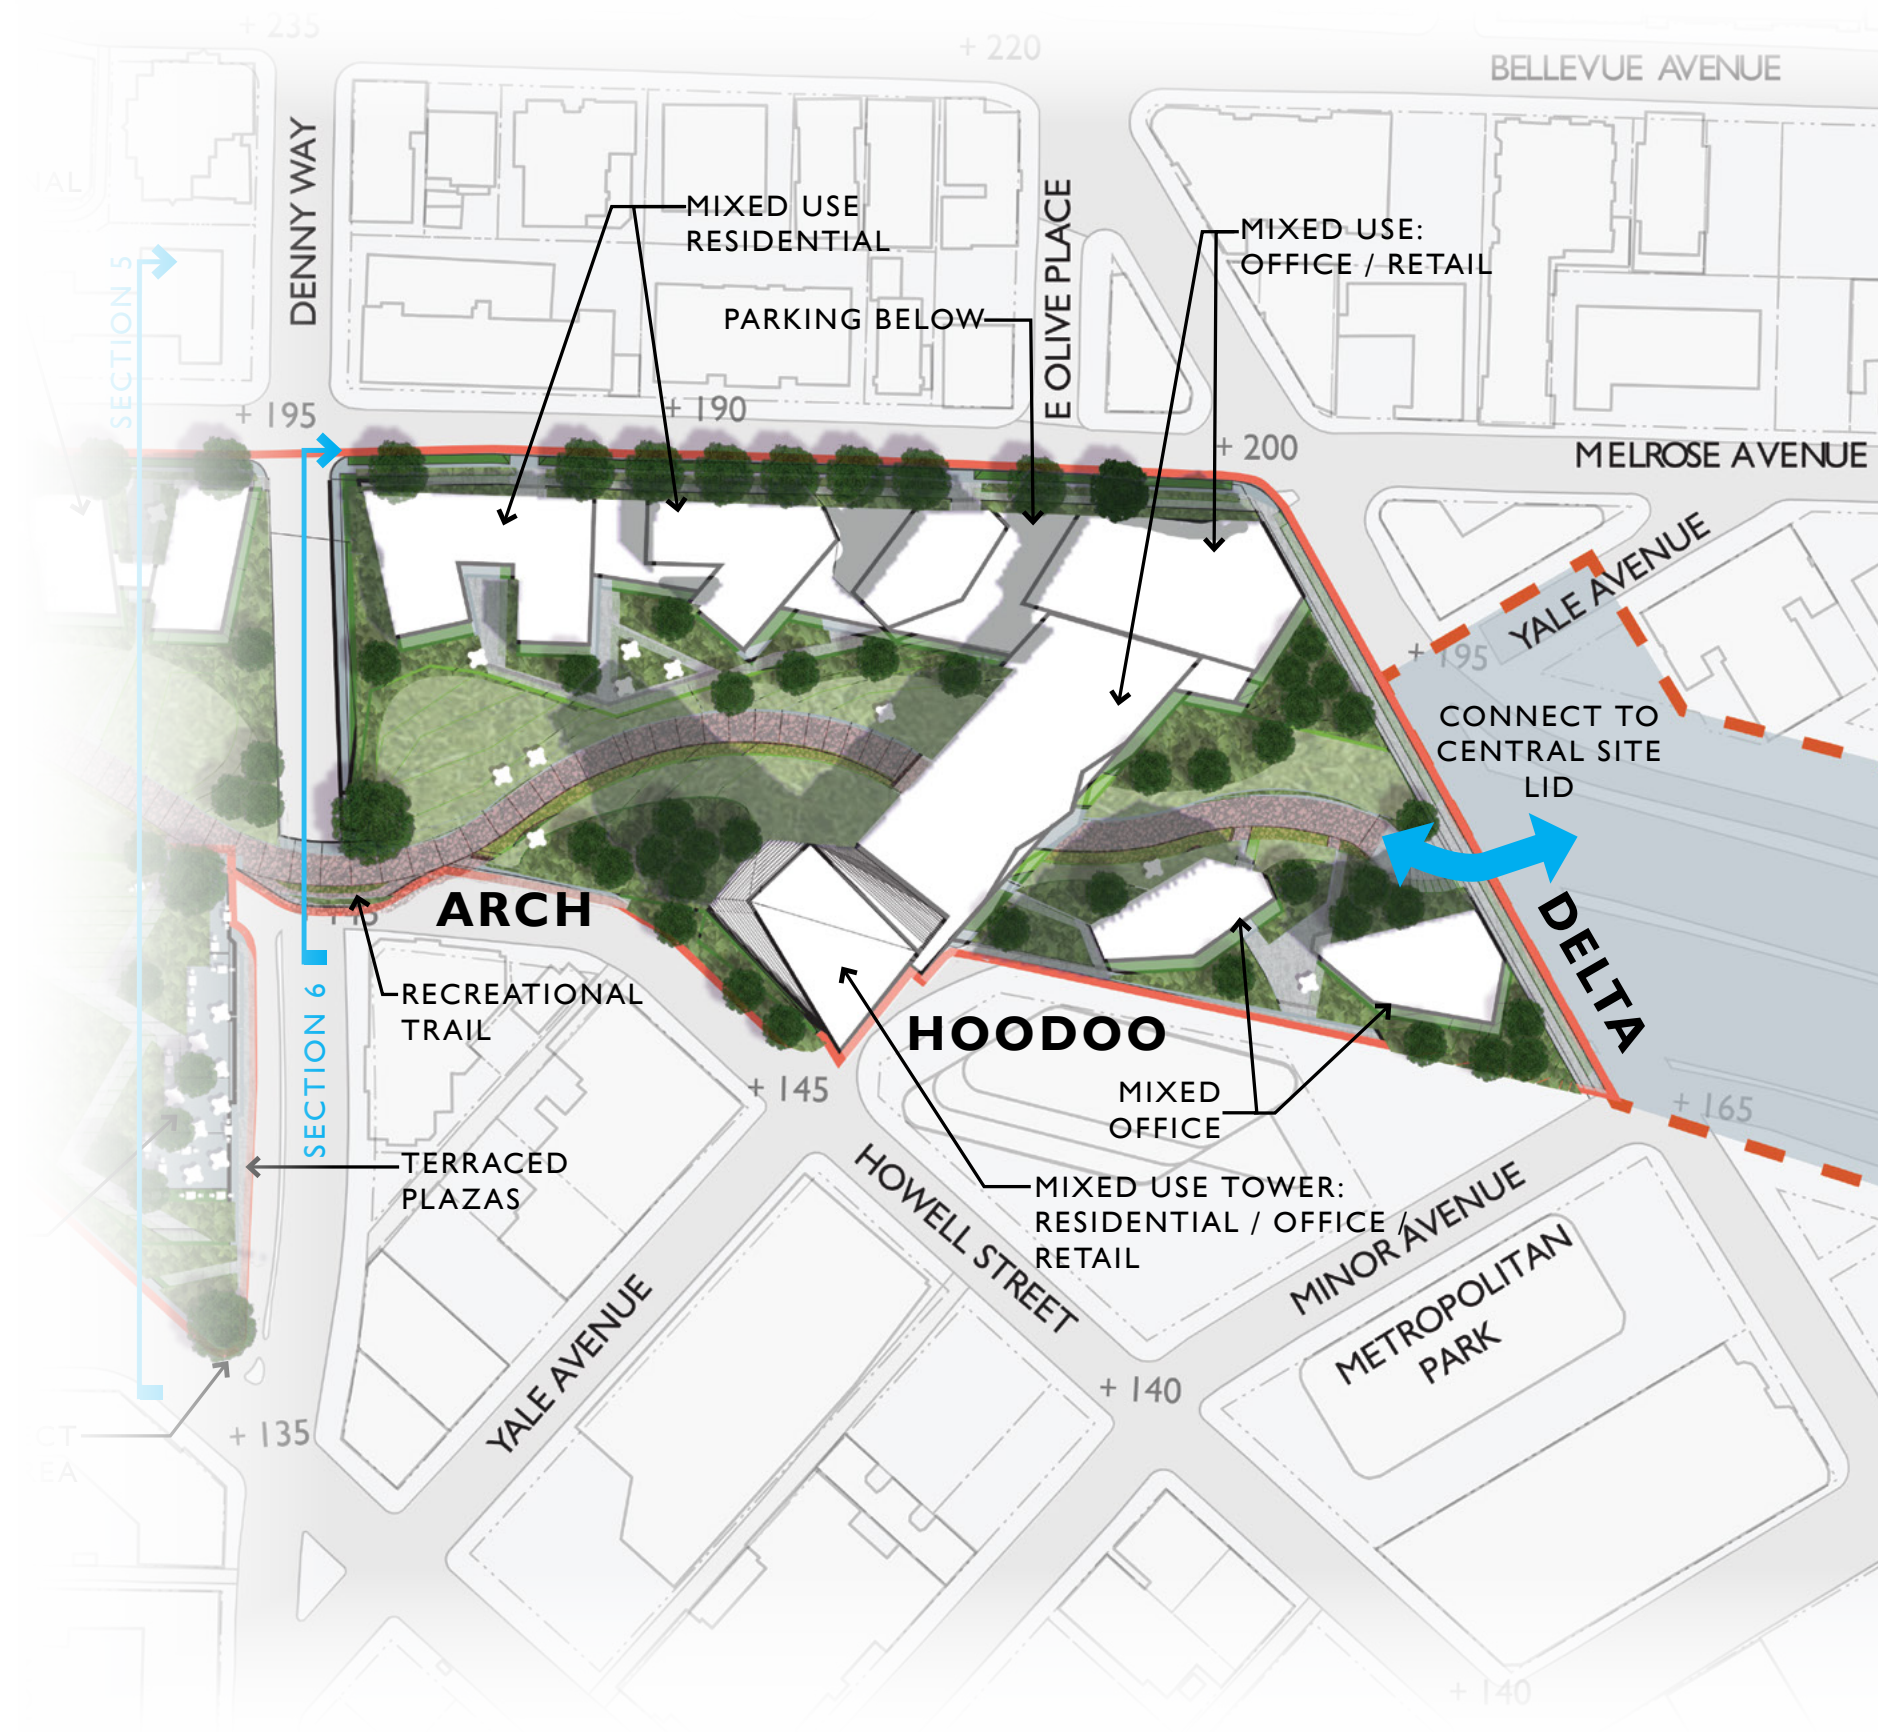 + 235
+ 220
BELLEVUE AVENUE
IAL
DENNY WAY
MIXED USE
RESIDENTIAL
E OLIVE PLACE
MIXED USE:
OFFICE / RETAIL
PARKING BELOW
SECTION 5
+ 195
+ 190
+ 200
MELROSE AVENUE
YALE AVENUE
+ 195
CONNECT TO
CENTRAL SITE
LID
ARCH
DELTA
RECREATIONAL
TRAIL
HOODOO
SECTION 6
+ 145
MIXED
OFFICE
+ 165
TERRACED
PLAZAS
HOWELL STREET
MIXED USE TOWER:
RESIDENTIAL / OFFICE /
RETAIL
MINOR AVENUE
METROPOLITAN
PARK
YALE AVENUE
+ 140
+ 135
CT
EA
+ 140